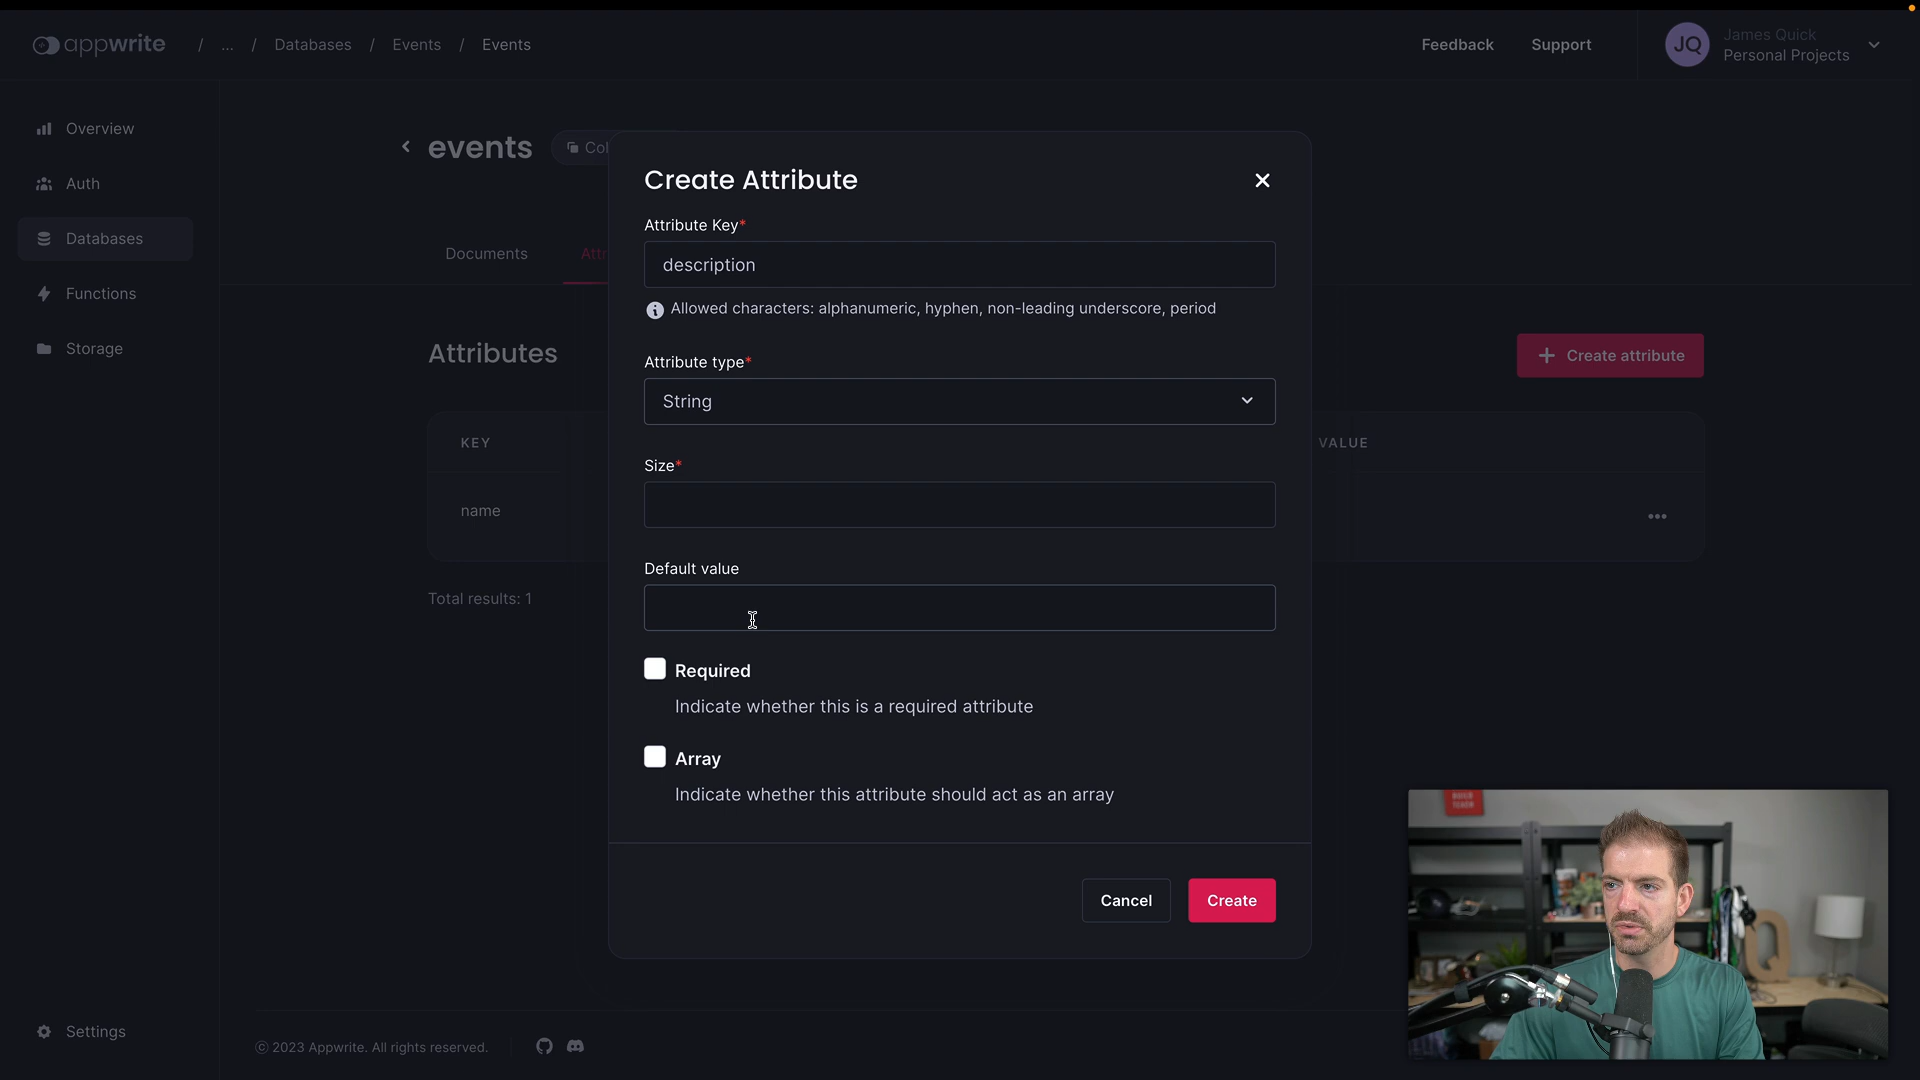 appwrite / ... / Databases / Events / Events
Feedback
Support
JQ
James Quick
Personal Projects
Overview
Auth
Databases
Functions
Storage
Settings
events
Col
Documents
Attr
Attributes
Create attribute
KEY
VALUE
name
Total results: 1
Create Attribute
Attribute Key*
description
Allowed characters: alphanumeric, hyphen, non-leading underscore, period
Attribute type*
String
Size*
Default value
Required
Indicate whether this is a required attribute
Array
Indicate whether this attribute should act as an array
Cancel
Create
BUILD
TEACH
© 2023 Appwrite. All rights reserved.